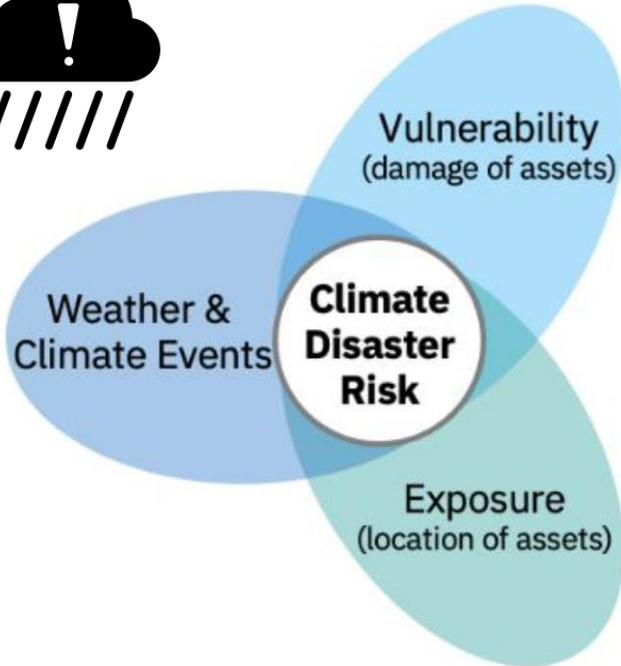 !
Vulnerability
(damage of assets)
Weather &
Climate Events
Climate
Disaster
Risk
Exposure
(location of assets)